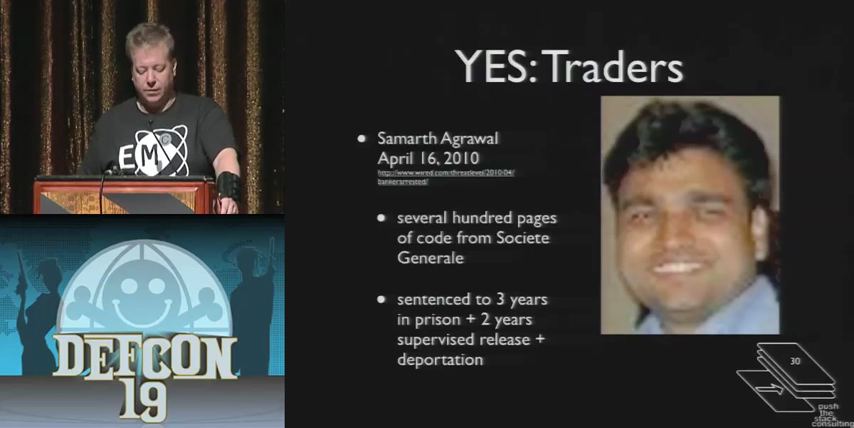 YES: Traders
Samarth Agrawal
April 16, 2010
http://www.wired.com/threatlevel/2010/04/
bankerarrested/
several hundred pages
of code from Societe
Generale
sentenced to 3 years
in prison + 2 years
supervised release +
deportation
30
push
the
stack
consulting
EM
DEFCON
19